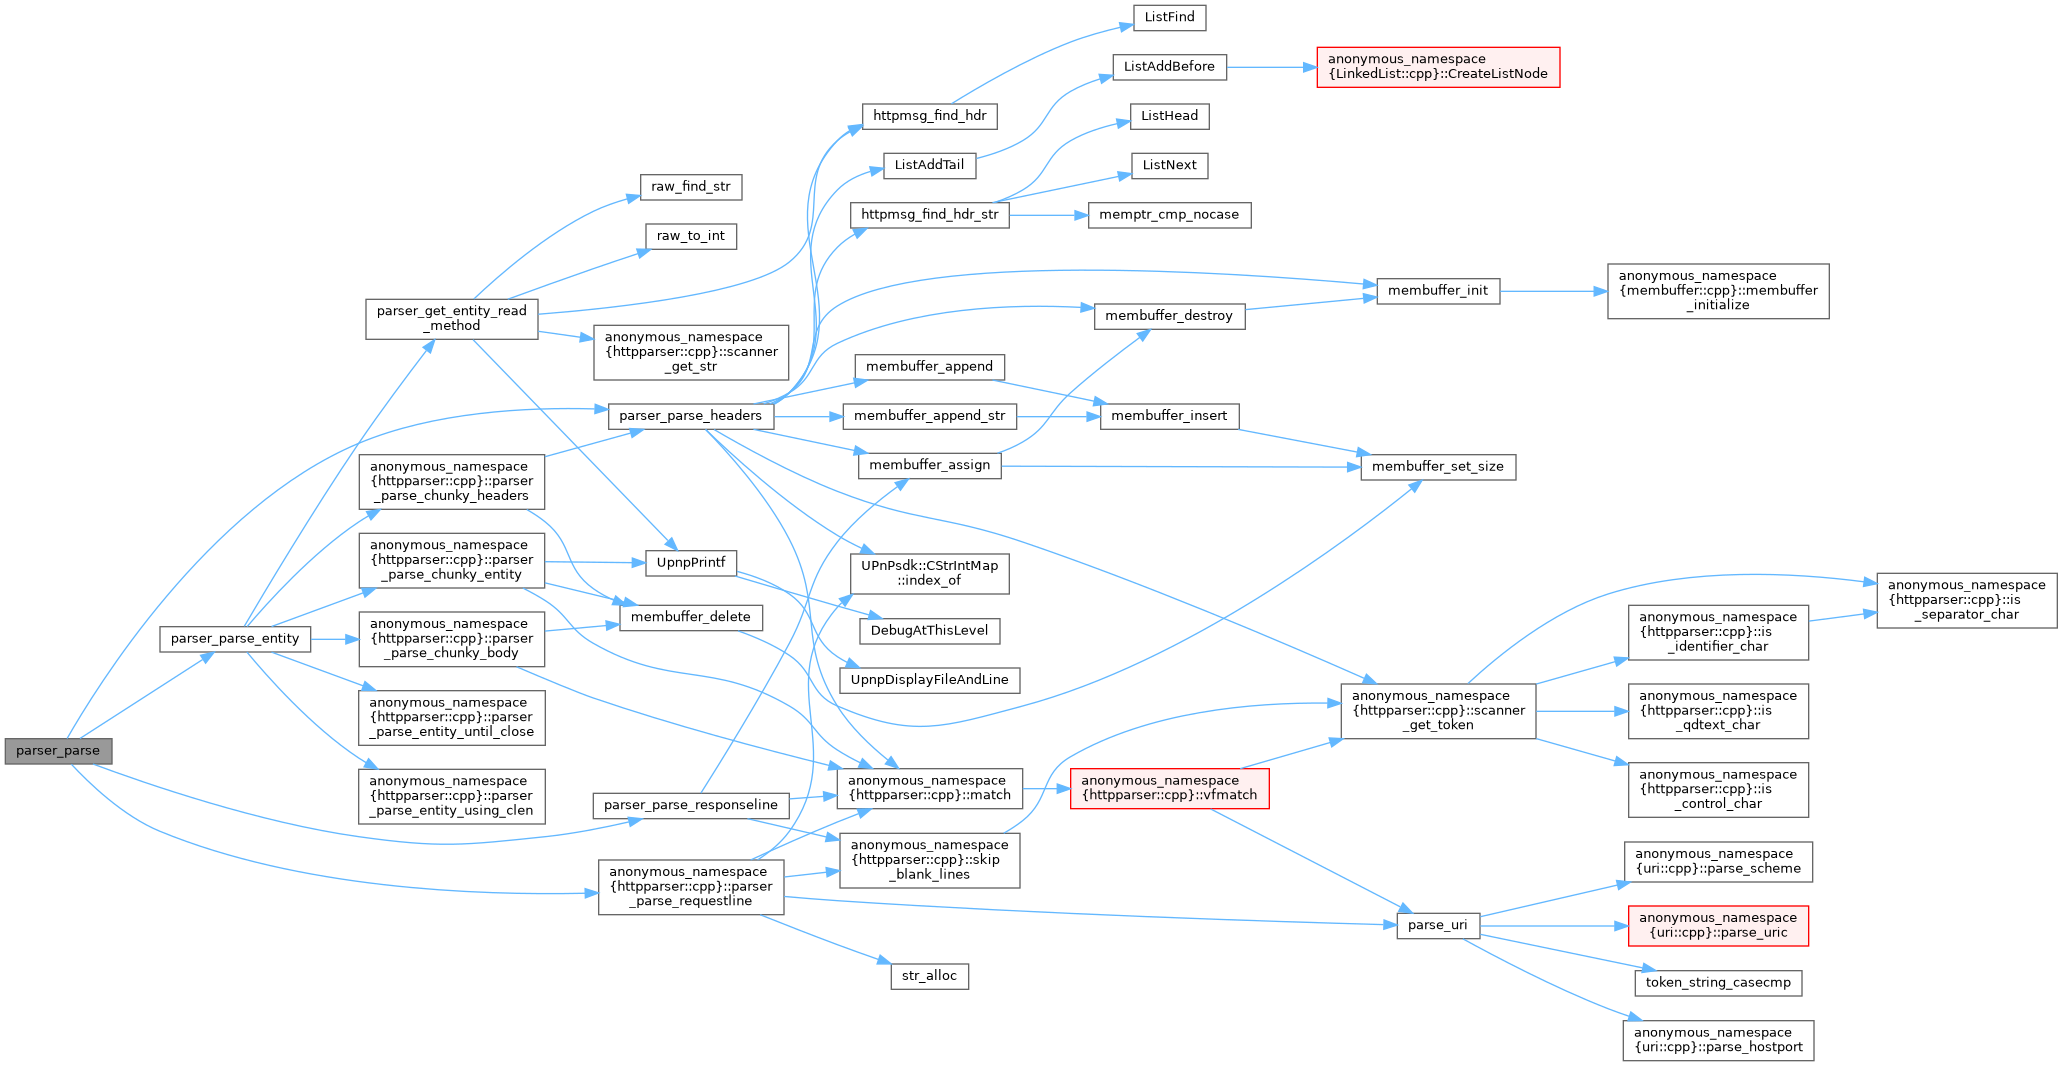 parser_parse
parser_parse_entity
parser_get_entity_read
_method
anonymous_namespace
{httpparser::cpp}::parser
_parse_chunky_headers
anonymous_namespace
{httpparser::cpp}::parser
_parse_chunky_entity
anonymous_namespace
{httpparser::cpp}::parser
_parse_chunky_body
anonymous_namespace
{httpparser::cpp}::parser
_parse_entity_until_close
anonymous_namespace
{httpparser::cpp}::parser
_parse_entity_using_clen
raw_find_str
raw_to_int
anonymous_namespace
{httpparser::cpp}::scanner
_get_str
parser_parse_headers
UpnpPrintf
membuffer_delete
parser_parse_responseline
anonymous_namespace
{httpparser::cpp}::parser
_parse_requestline
httpmsg_find_hdr
ListAddTail
httpmsg_find_hdr_str
membuffer_append
membuffer_append_str
membuffer_assign
UPnPsdk::CStrIntMap
::index_of
DebugAtThisLevel
UpnpDisplayFileAndLine
anonymous_namespace
{httpparser::cpp}::match
anonymous_namespace
{httpparser::cpp}::skip
_blank_lines
str_alloc
ListFind
ListAddBefore
ListHead
ListNext
memptr_cmp_nocase
membuffer_destroy
membuffer_insert
anonymous_namespace
{httpparser::cpp}::vfmatch
anonymous_namespace
{LinkedList::cpp}::CreateListNode
membuffer_init
membuffer_set_size
anonymous_namespace
{httpparser::cpp}::scanner
_get_token
parse_uri
anonymous_namespace
{membuffer::cpp}::membuffer
_initialize
anonymous_namespace
{httpparser::cpp}::is
_identifier_char
anonymous_namespace
{httpparser::cpp}::is
_qdtext_char
anonymous_namespace
{httpparser::cpp}::is
_control_char
anonymous_namespace
{uri::cpp}::parse_scheme
anonymous_namespace
{uri::cpp}::parse_uric
token_string_casecmp
anonymous_namespace
{uri::cpp}::parse_hostport
anonymous_namespace
{httpparser::cpp}::is
_separator_char